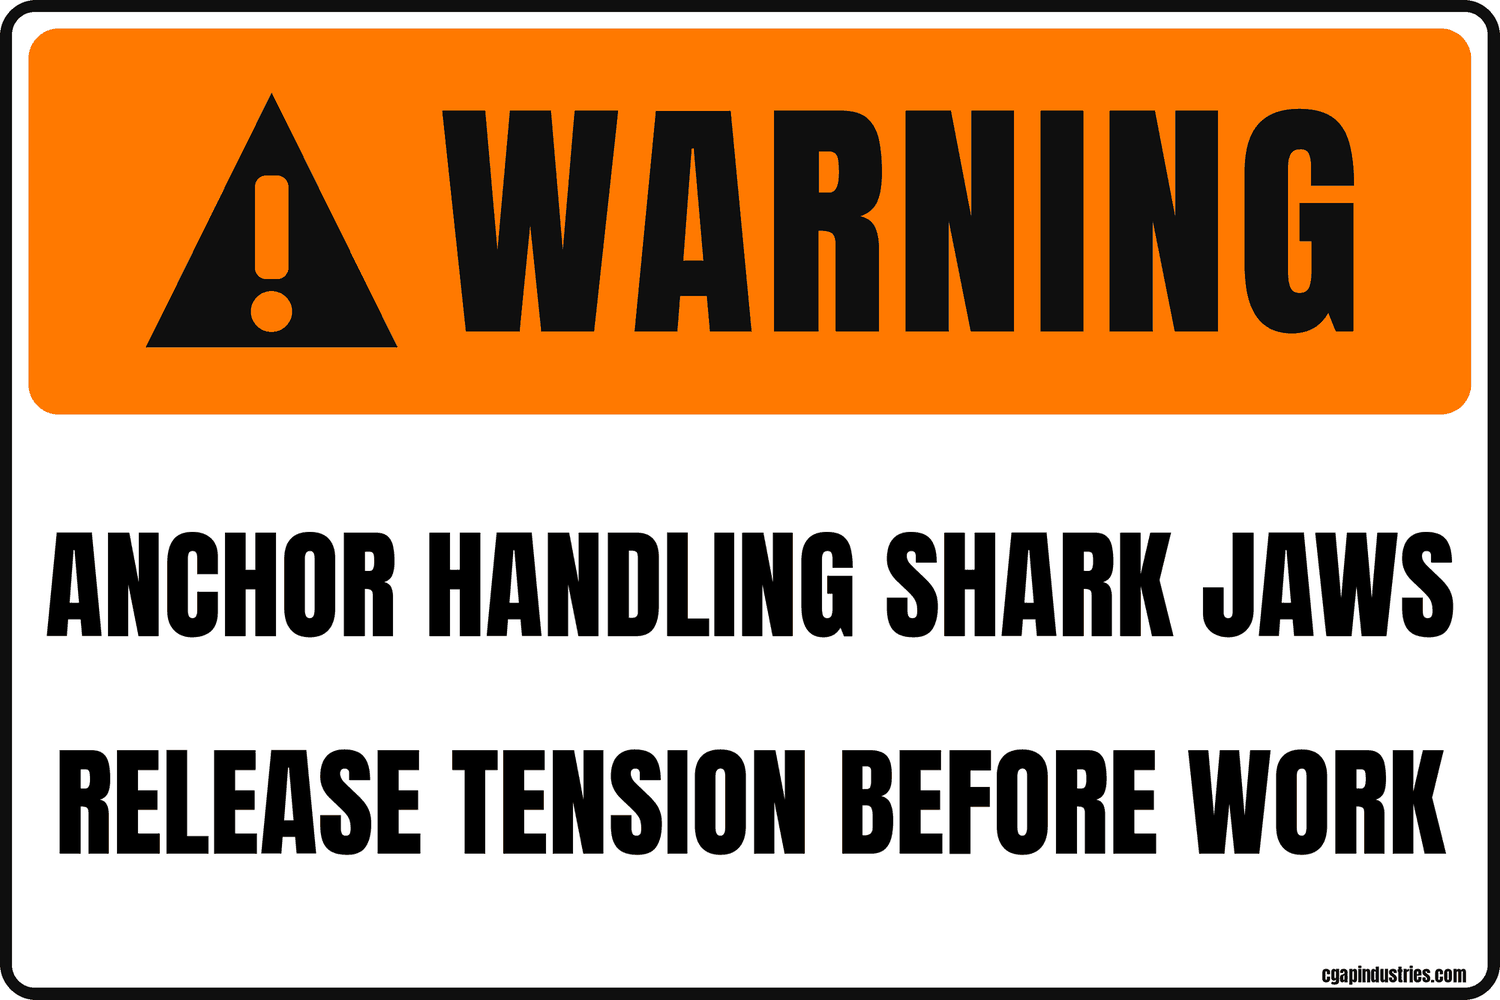 WARNING
ANCHOR HANDLING SHARK JAWS
RELEASE TENSION BEFORE WORK
cgapindustries.com